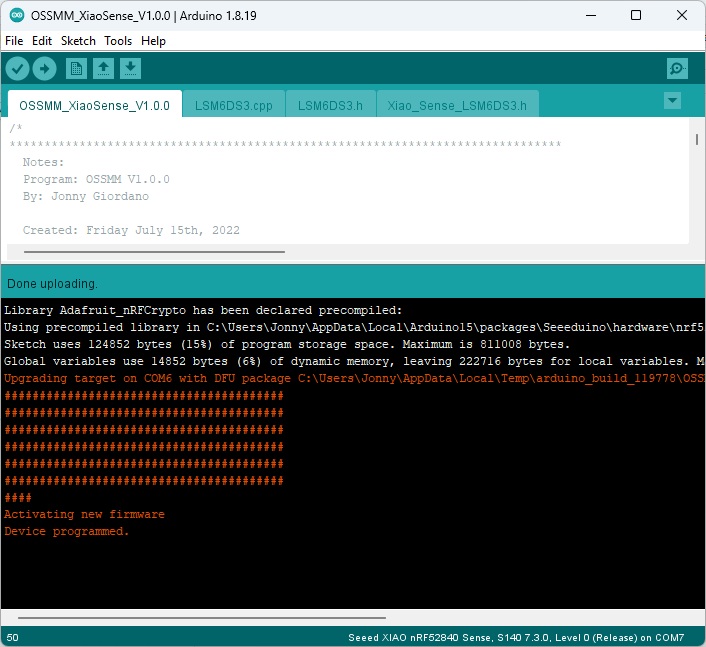 OSSMM_XiaoSense_V1.0.0 | Arduino 1.8.19
File Edit Sketch Tools Help
OSSMM_XiaoSense_V1.0.0 LSM6DS3.cpp LSM6DS3.h Xiao_Sense_LSM6DS3.h
/*
*******************************************************************************
Notes:
Program: OSSMM V1.0.0
By: Jonny Giordano
Created: Friday July 15th, 2022
Done uploading.
Library Adafruit_nRFCrypto has been declared precompiled:
Using precompiled library in C:\Users\Jonny\AppData\Local\Arduino15\packages\Seeeduino\hardware\nrf5
Sketch uses 124852 bytes (15%) of program storage space. Maximum is 811008 bytes.
Global variables use 14852 bytes (6%) of dynamic memory, leaving 222716 bytes for local variables. M
Upgrading target on COM6 with DFU package C:\Users\Jonny\AppData\Local\Temp\arduino_build_119778\OSS
########################################
########################################
########################################
########################################
########################################
########################################
####
Activating new firmware
Device programmed.
50 Seeed XIAO nRF52840 Sense, S140 7.3.0, Level 0 (Release) on COM7